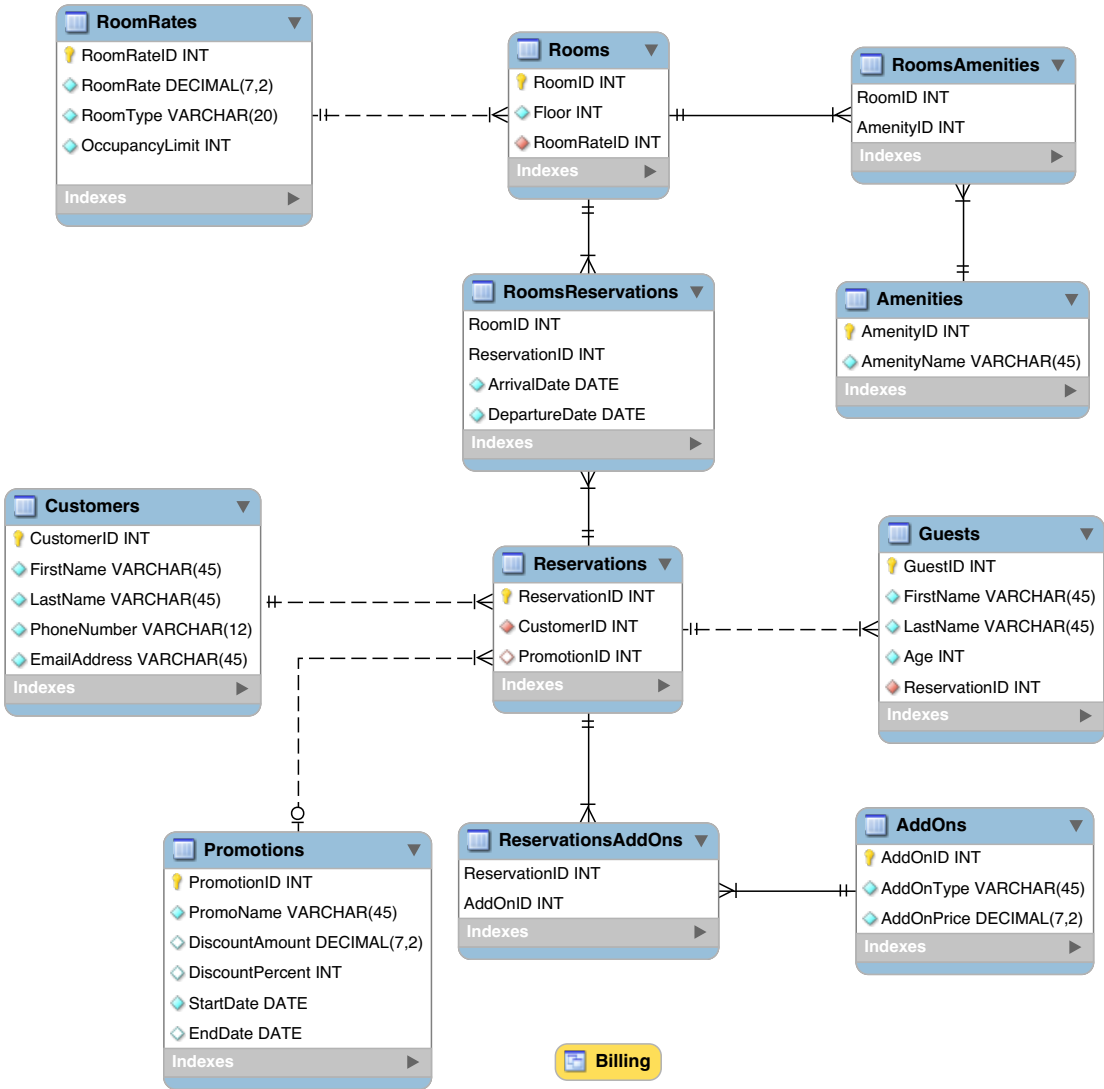 RoomRates
RoomRateID INT
RoomRate DECIMAL(7,2)
RoomType VARCHAR(20)
OccupancyLimit INT
Indexes
Rooms
RoomID INT
Floor INT
RoomRateID INT
Indexes
RoomsAmenities
RoomID INT
AmenityID INT
Indexes
RoomsReservations
RoomID INT
ReservationID INT
ArrivalDate DATE
DepartureDate DATE
Indexes
Amenities
AmenityID INT
AmenityName VARCHAR(45)
Indexes
Customers
CustomerID INT
FirstName VARCHAR(45)
LastName VARCHAR(45)
PhoneNumber VARCHAR(12)
EmailAddress VARCHAR(45)
Indexes
Reservations
ReservationID INT
CustomerID INT
PromotionID INT
Indexes
Guests
GuestID INT
FirstName VARCHAR(45)
LastName VARCHAR(45)
Age INT
ReservationID INT
Indexes
Promotions
PromotionID INT
PromoName VARCHAR(45)
DiscountAmount DECIMAL(7,2)
DiscountPercent INT
StartDate DATE
EndDate DATE
Indexes
ReservationsAddOns
ReservationID INT
AddOnID INT
Indexes
AddOns
AddOnID INT
AddOnType VARCHAR(45)
AddOnPrice DECIMAL(7,2)
Indexes
Billing